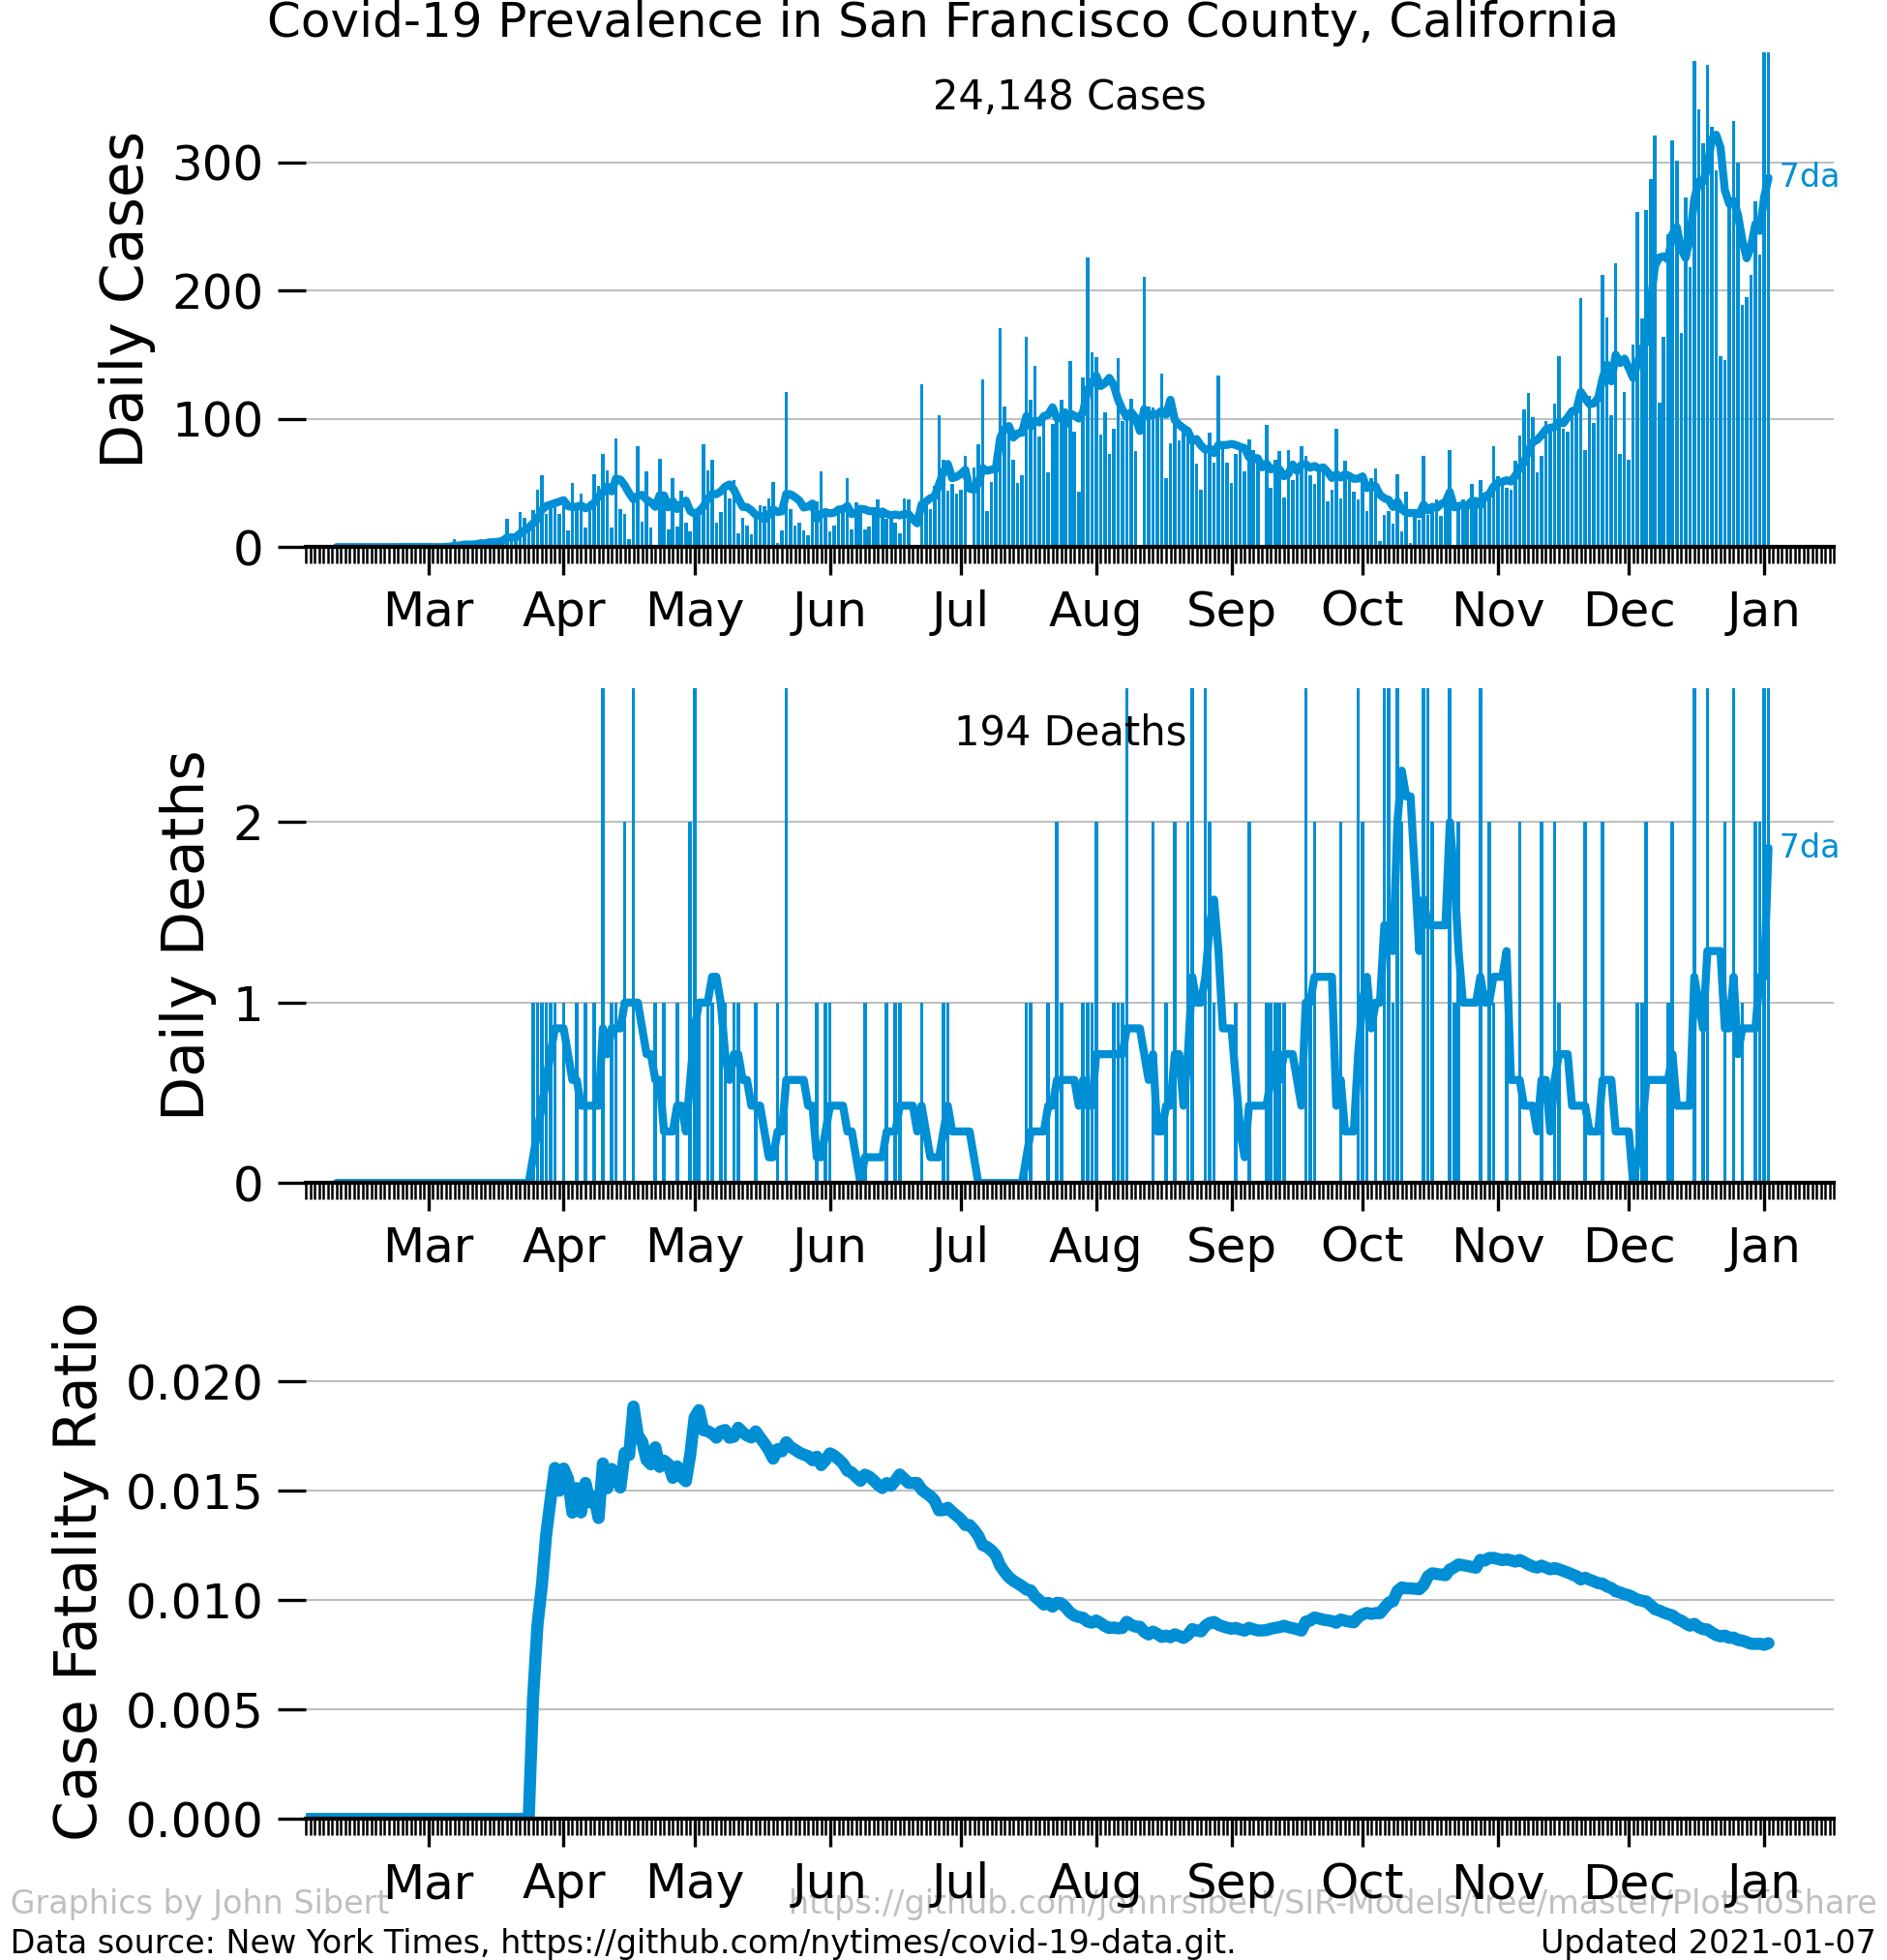 Covid-19 Prevalence in San Francisco County, California
24,148 Cases
Daily Cases
300
200
100
0
7da
Mar Apr May Jun Jul Aug Sep Oct Nov Dec Jan
194 Deaths
Daily Deaths
2
1
0
7da
Mar Apr May Jun Jul Aug Sep Oct Nov Dec Jan
Case Fatality Ratio
0.020
0.015
0.010
0.005
0.000
Mar Apr May Jun Jul Aug Sep Oct Nov Dec Jan
Graphics by John Sibert https://github.com/johnrsibert/SIR-Models/tree/master/PlotsToShare
Data source: New York Times, https://github.com/nytimes/covid-19-data.git. Updated 2021-01-07